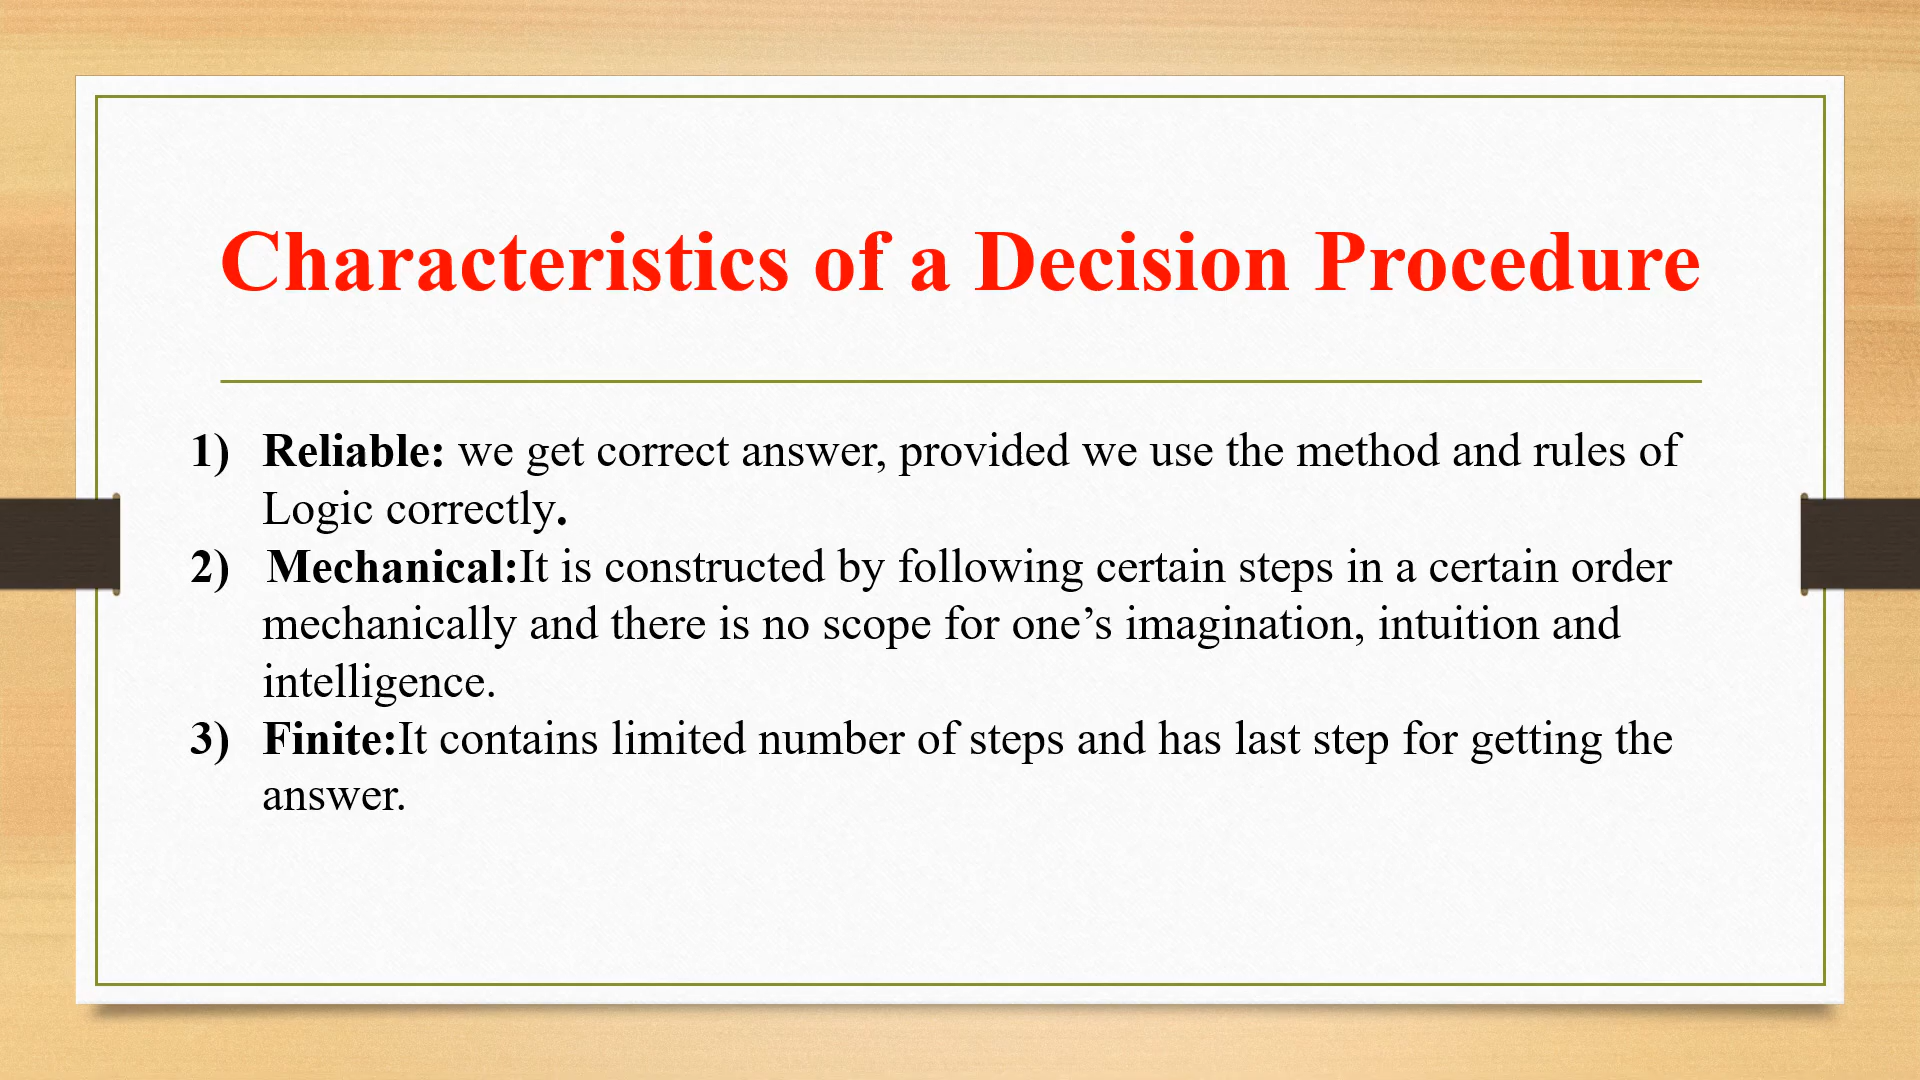 Characteristics of a Decision Procedure
1) Reliable: we get correct answer, provided we use the method and rules of
Logic correctly.
2) Mechanical:It is constructed by following certain steps in a certain order
mechanically and there is no scope for one’s imagination, intuition and
intelligence.
3) Finite:It contains limited number of steps and has last step for getting the
answer.